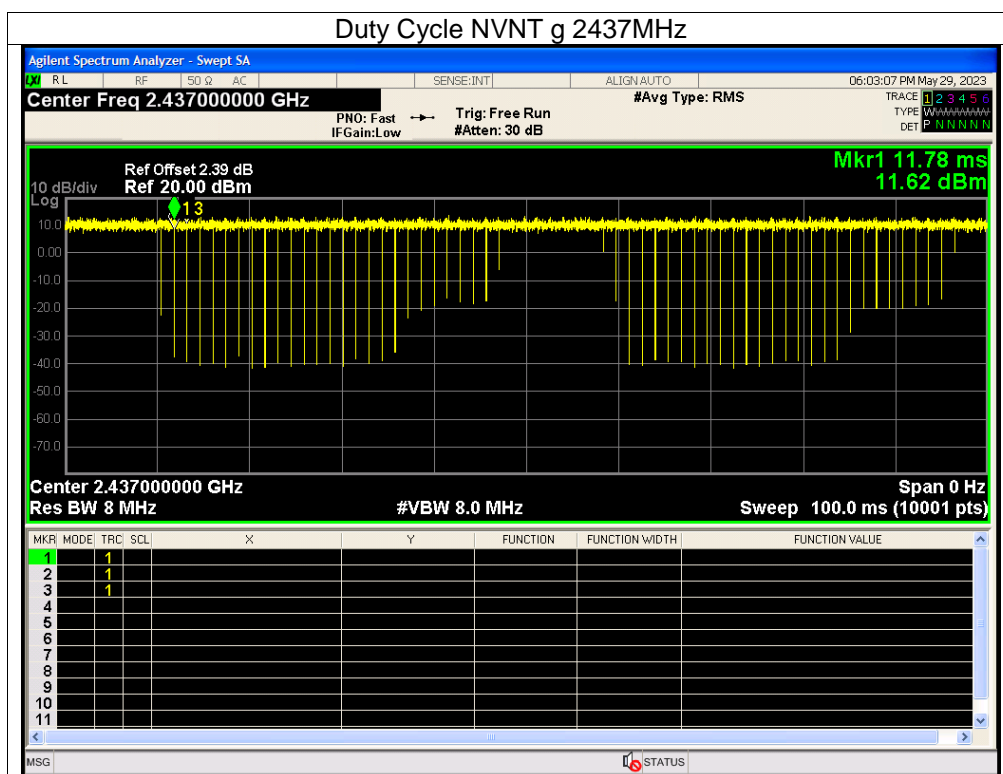 Duty Cycle NVNT g 2437MHz
Agilent Spectrum Analyzer - Swept SA
LXI RL RF 50 Ω AC SENSE:INT ALIGN AUTO 06:03:07 PM May 29, 2023
Center Freq 2.437000000 GHz #Avg Type: RMS TRACE 1 2 3 4 5 6
PNO: Fast Trig: Free Run TYPE WWWWWW
IFGain:Low #Atten: 30 dB DET P N N N N N
Mkr1 11.78 ms
Ref Offset 2.39 dB
10 dB/div Ref 20.00 dBm 11.62 dBm
Log
1 3
10.0
0.00
-10.0
-20.0
-30.0
-40.0
-50.0
-60.0
-70.0
Center 2.437000000 GHz Span 0 Hz
Res BW 8 MHz #VBW 8.0 MHz Sweep 100.0 ms (10001 pts)
MKR MODE TRC SCL X Y FUNCTION FUNCTION WIDTH FUNCTION VALUE
1 1
2 1
3 1
4
5
6
7
8
9
10
11
MSG STATUS